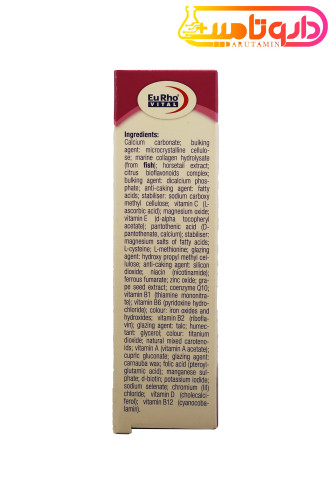 داروتامین
DARUTAMIN
EuRho®
VITAL
Ingredients:
Calcium carbonate; bulking
agent: microcrystalline cellulo-
se; marine collagen hydrolysate
(from fish); horsetail extract;
citrus bioflavonoids complex;
bulking agent: dicalcium phos-
phate; anti-caking agent: fatty
acids; stabiliser: sodium carboxy
methyl cellulose; vitamin C (L-
ascorbic acid); magnesium oxide;
vitamin E (d-alpha tocopheryl
acetate); pantothenic acid (D-
pantothenate, calcium); stabiliser:
magnesium salts of fatty acids;
L-cysteine; L-methionine; glazing
agent: hydroxy propyl methyl cel-
lulose; anti-caking agent: silicon
dioxide; niacin (nicotinamide);
ferrous fumarate; zinc oxide; gra-
pe seed extract; coenzyme Q10;
vitamin B1 (thiamine mononitra-
te); vitamin B6 (pyridoxine hydro-
chloride); colour: iron oxides and
hydroxides; vitamin B2 (ribofla-
vin); glazing agent: talc; humec-
tant: glycerol; colour: titanium
dioxide; natural mixed caroteno-
ids; vitamin A (vitamin A acetate);
cupric gluconate; glazing agent:
carnauba wax; folic acid (pteroyl-
glutamic acid); manganese sul-
phate; d-biotin; potassium iodide;
sodium selenate; chromium (III)
chloride; vitamin D (cholecalci-
ferol); vitamin B12 (cyanocoba-
lamin).